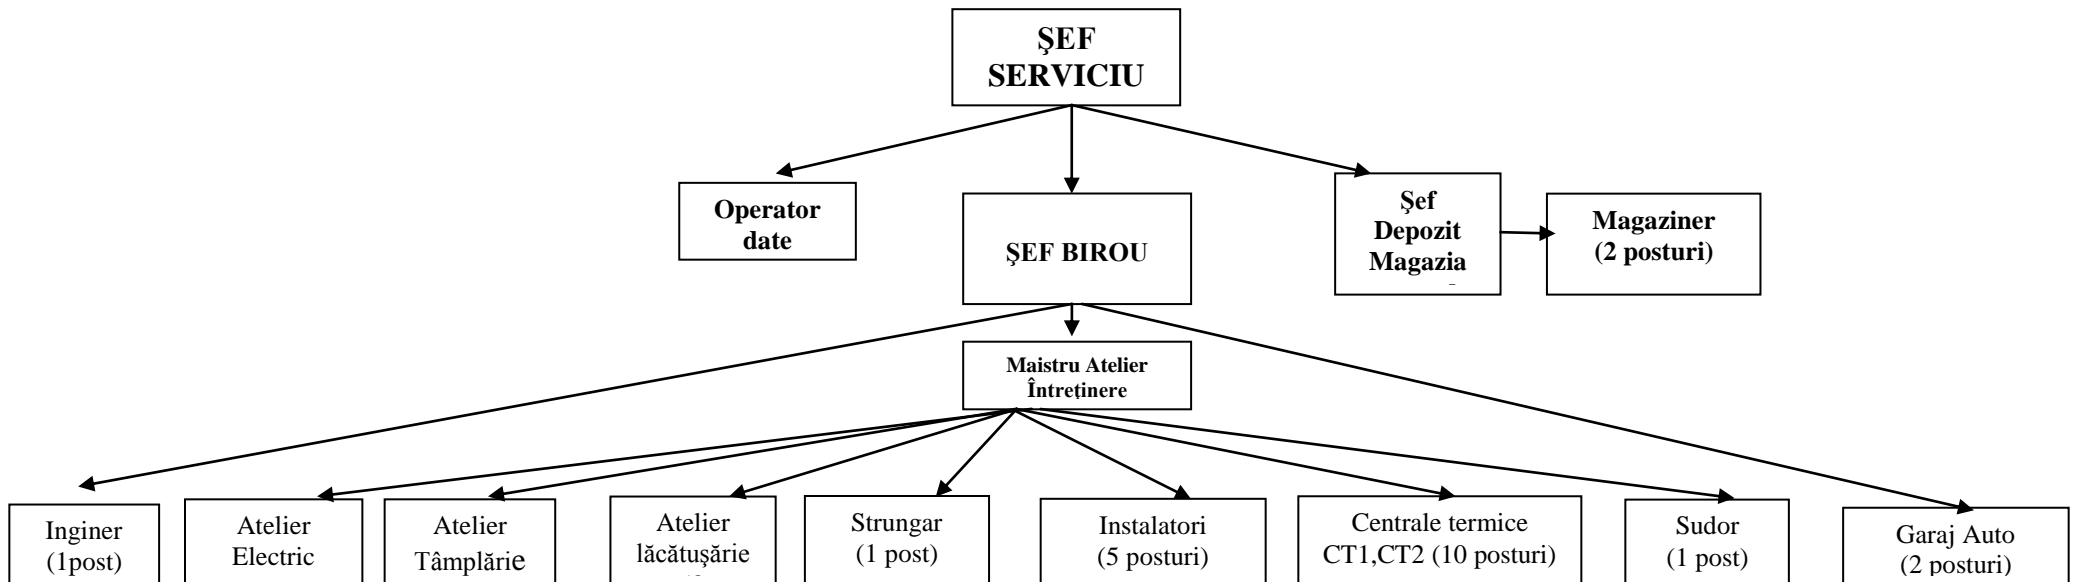 ŞEF
SERVICIU
Operator
date
ŞEF BIROU
Şef
Depozit
Magazia
Magaziner
(2 posturi)
Maistru Atelier
Întreţinere
Inginer
(1post)
Atelier
Electric
Atelier
Tâmplărie
Atelier
lăcătuşărie
Strungar
(1 post)
Instalatori
(5 posturi)
Centrale termice
CT1,CT2 (10 posturi)
Sudor
(1 post)
Garaj Auto
(2 posturi)